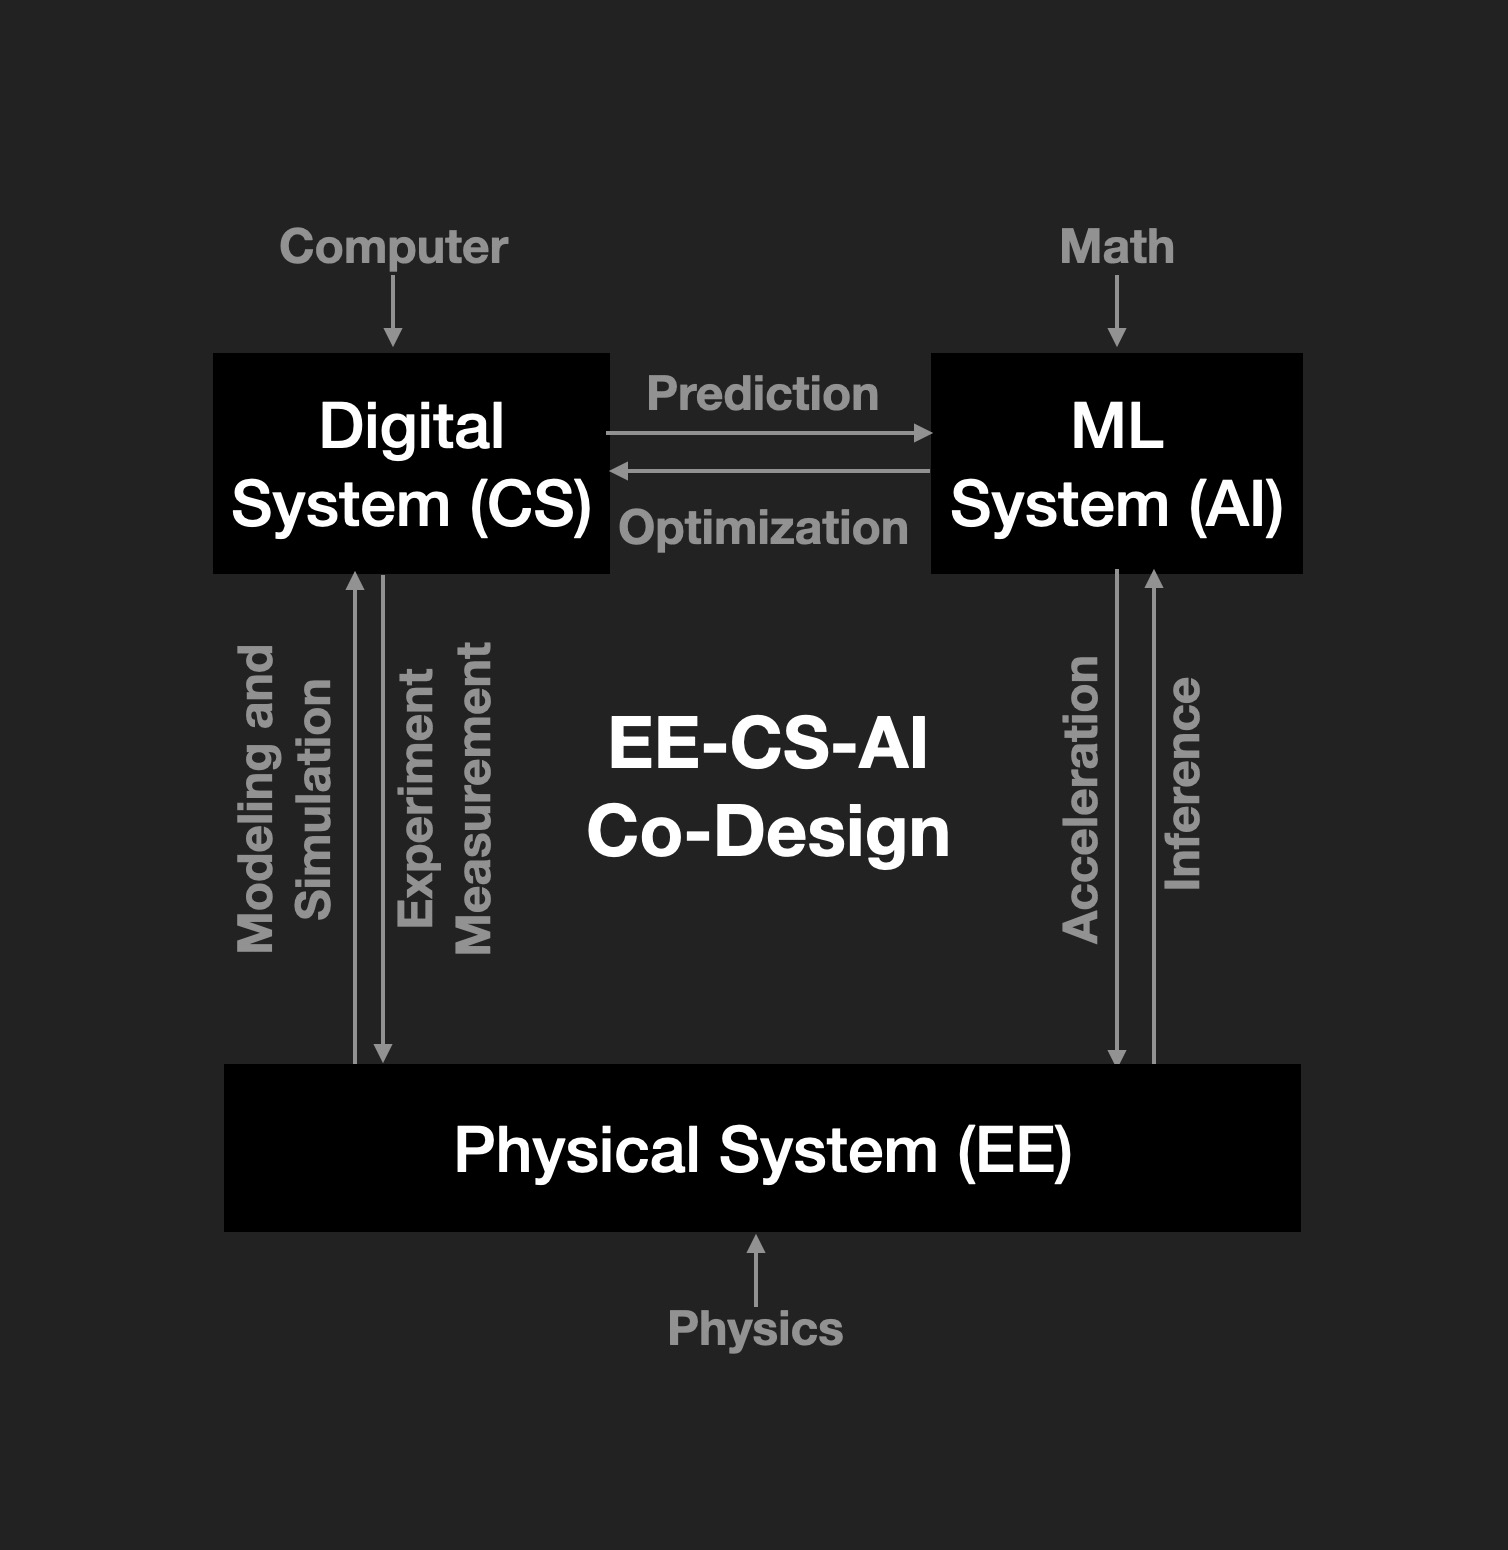 Computer
Math
Digital
System (CS)
Prediction
Optimization
ML
System (AI)
Modeling and
Simulation
Experiment
Measurement
EE-CS-AI
Co-Design
Acceleration
Inference
Physical System (EE)
Physics